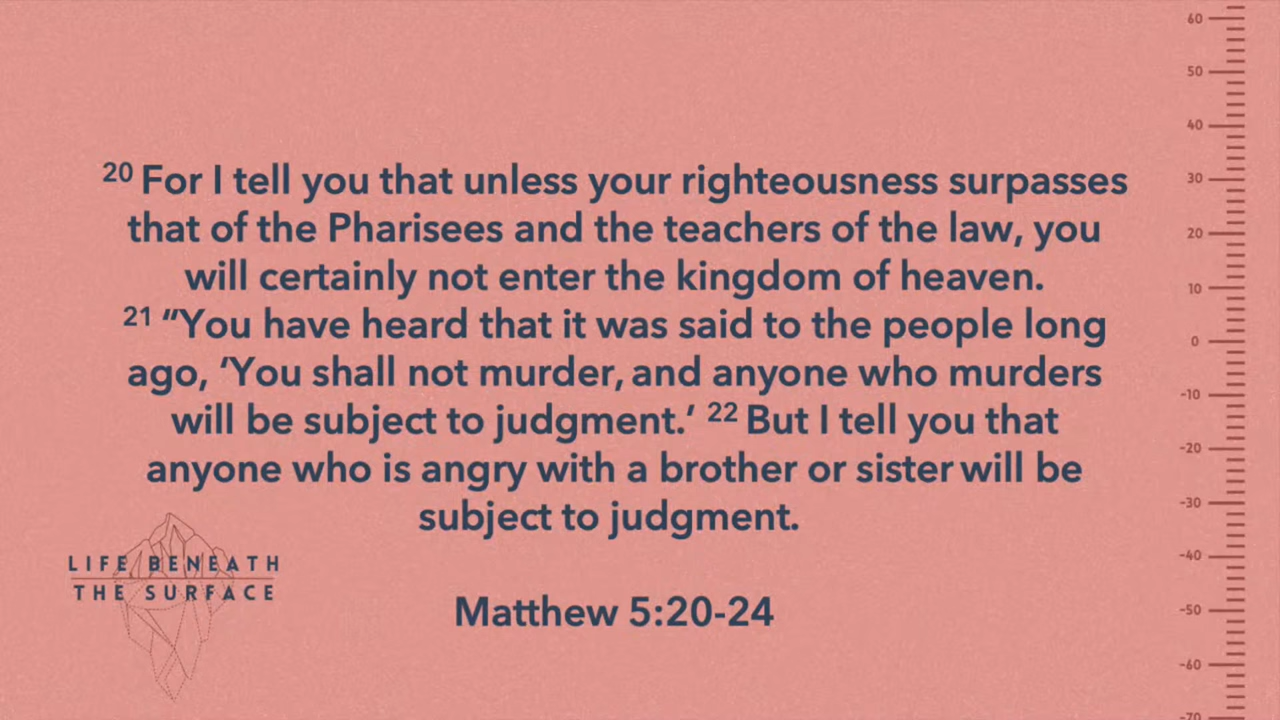 20 For I tell you that unless your righteousness surpasses
that of the Pharisees and the teachers of the law, you
will certainly not enter the kingdom of heaven.
21 “You have heard that it was said to the people long
ago, ‘You shall not murder, and anyone who murders
will be subject to judgment.’ 22 But I tell you that
anyone who is angry with a brother or sister will be
subject to judgment.
Matthew 5:20-24
LIFE BENEATH
THE SURFACE
60
50
40
30
20
10
0
-10
-20
-30
-40
-50
-60
-70